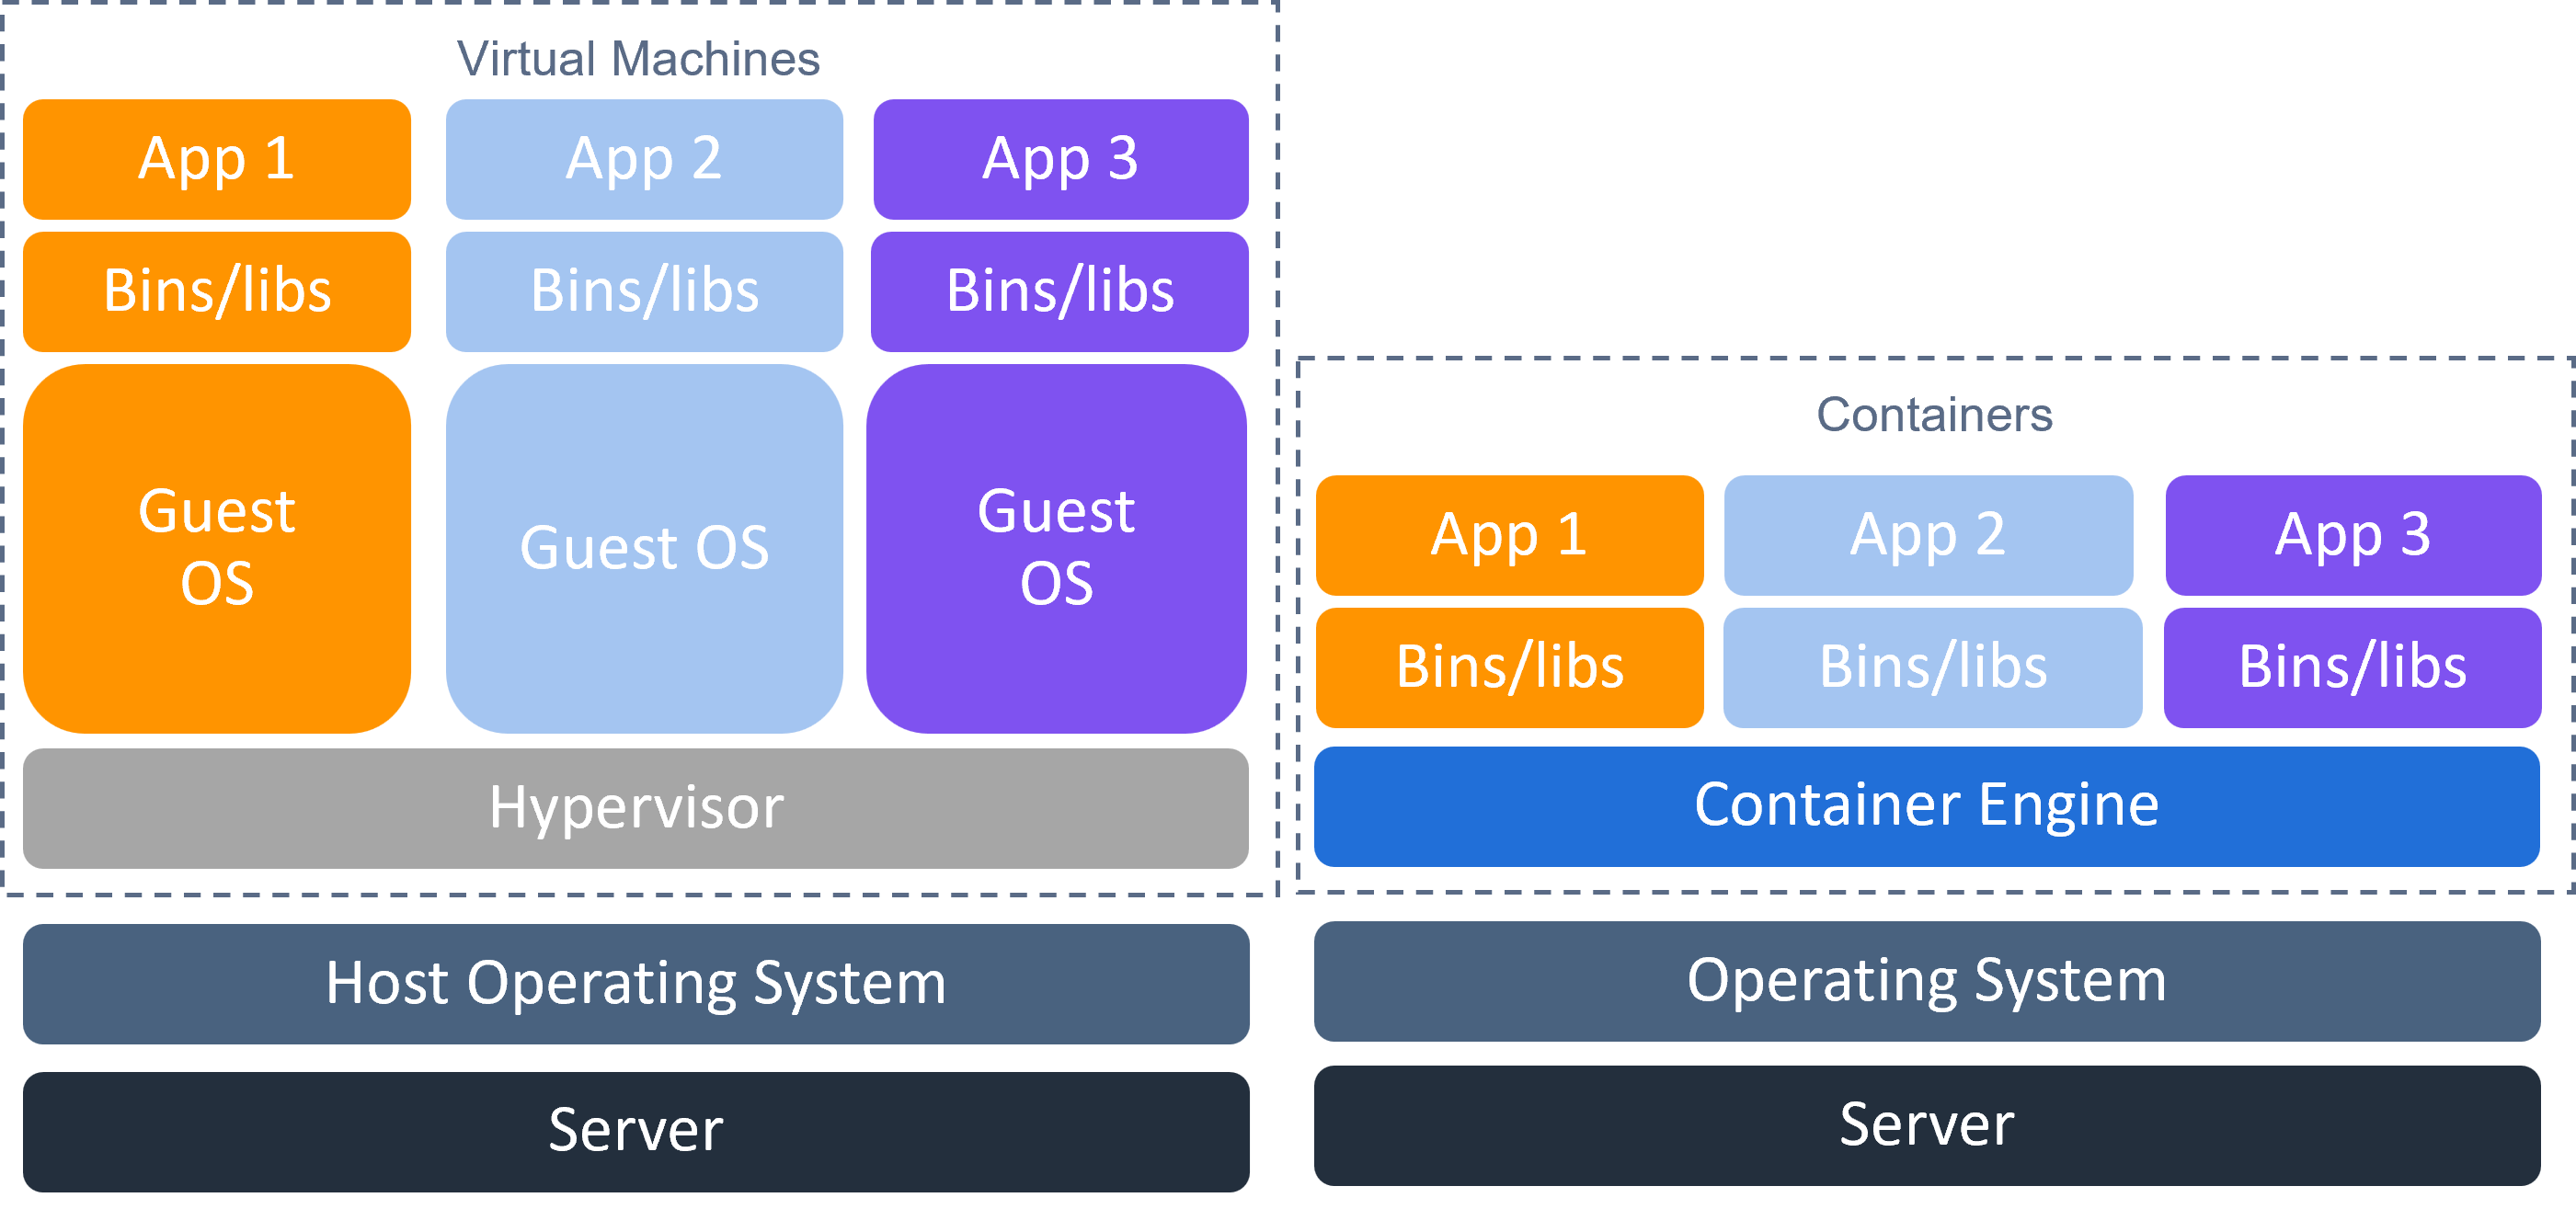 Virtual Machines
App 1
App 2
App 3
Bins/libs
Bins/libs
Bins/libs
Guest
OS
Guest OS
Guest
OS
Hypervisor
Host Operating System
Server
Containers
App 1
App 2
App 3
Bins/libs
Bins/libs
Bins/libs
Container Engine
Operating System
Server